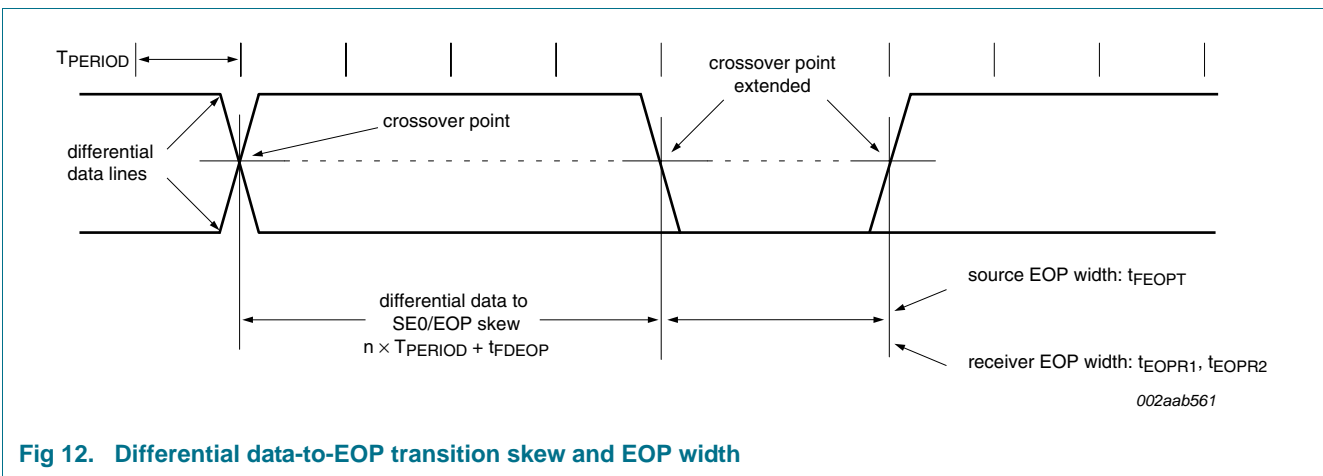 TPERIOD
crossover point
extended
crossover point
differential
data lines
differential data to
SE0/EOP skew
n × TPERIOD + tFDEOP
source EOP width: tFEOPT
receiver EOP width: tEOPR1, tEOPR2
002aab561
Fig 12. Differential data-to-EOP transition skew and EOP width